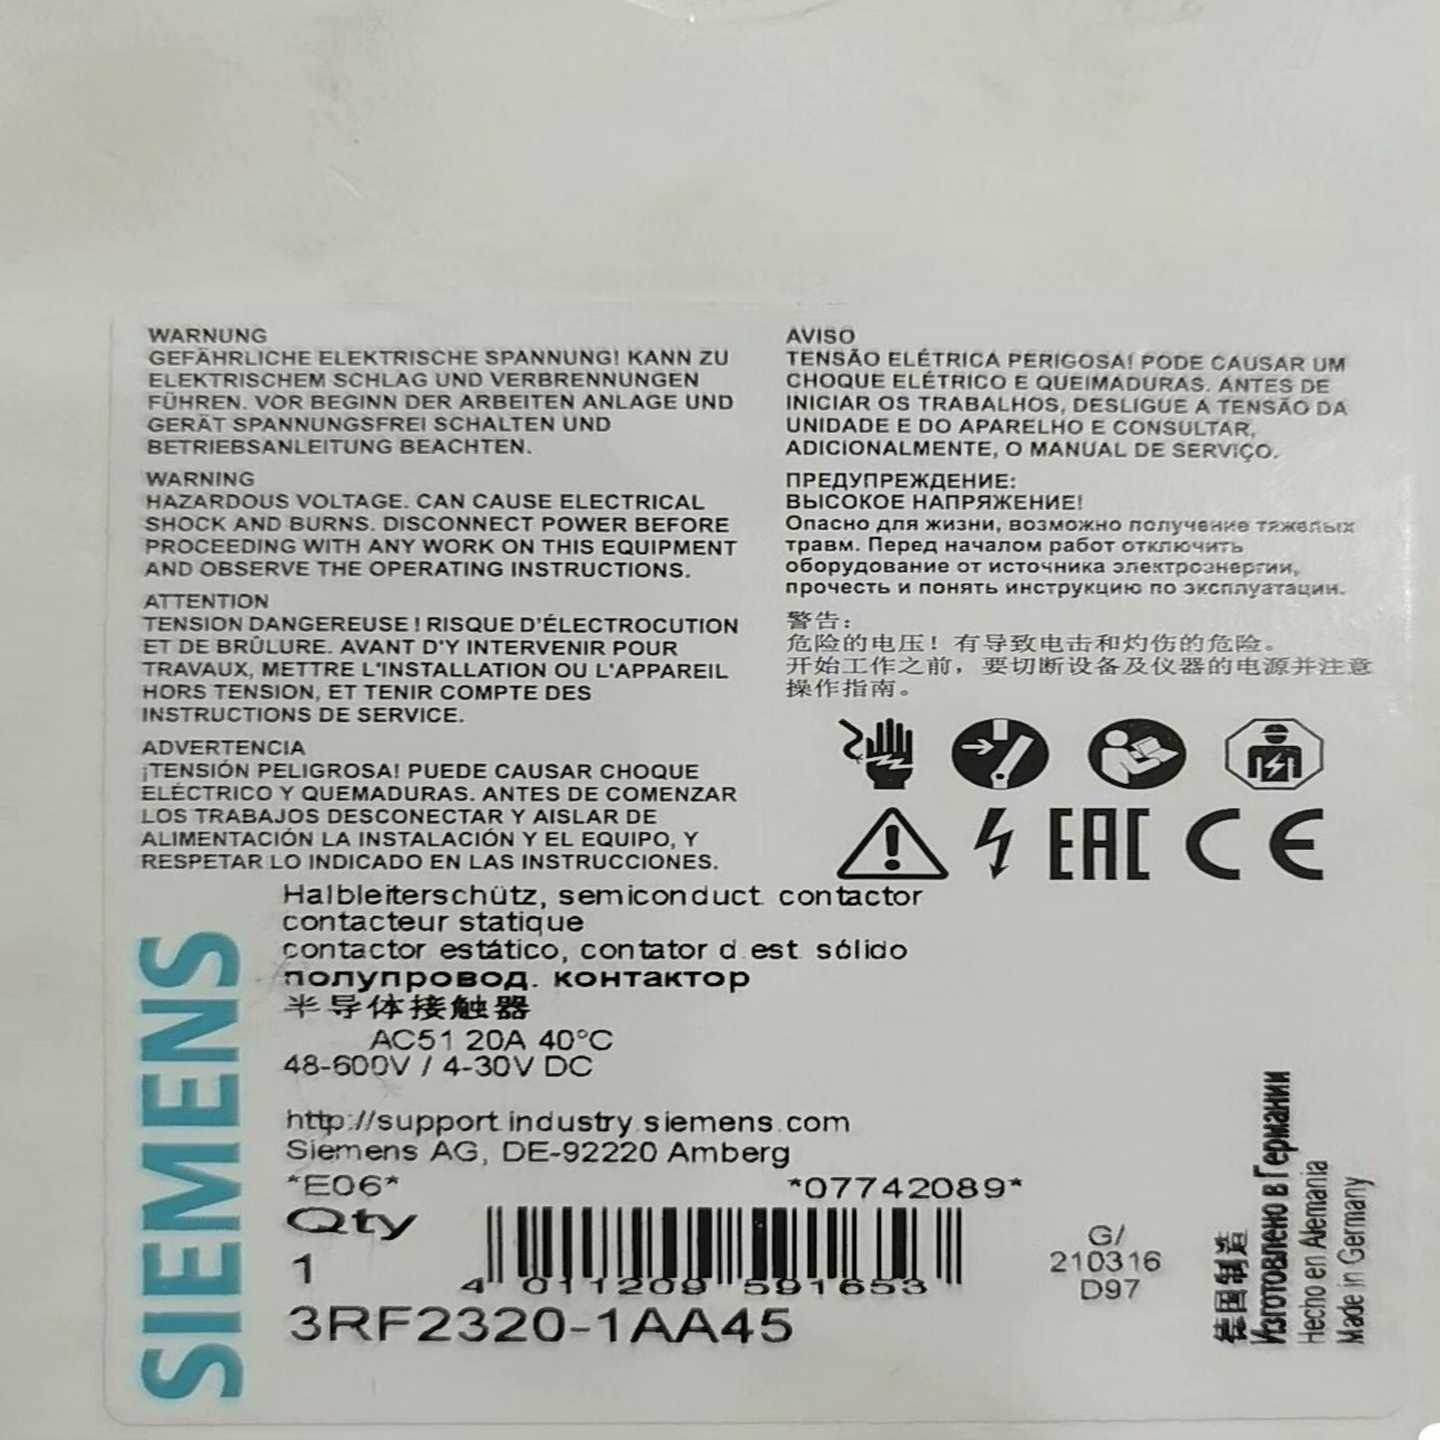 WARNUNG
GEFÄHRLICHE ELEKTRISCHE SPANNUNG! KANN ZU
ELEKTRISCHEM SCHLAG UND VERBRENNUNGEN
FÜHREN. VOR BEGINN DER ARBEITEN ANLAGE UND
GERÄT SPANNUNGSFREI SCHALTEN UND
BETRIEBSANLEITUNG BEACHTEN.
WARNING
HAZARDOUS VOLTAGE. CAN CAUSE ELECTRICAL
SHOCK AND BURNS. DISCONNECT POWER BEFORE
PROCEEDING WITH ANY WORK ON THIS EQUIPMENT
AND OBSERVE THE OPERATING INSTRUCTIONS.
ATTENTION
TENSION DANGEREUSE ! RISQUE D'ÉLECTROCUTION
ET DE BRÛLURE. AVANT D'Y INTERVENIR POUR
TRAVAUX, METTRE L'INSTALLATION OU L'APPAREIL
HORS TENSION, ET TENIR COMPTE DES
INSTRUCTIONS DE SERVICE.
ADVERTENCIA
¡TENSIÓN PELIGROSA! PUEDE CAUSAR CHOQUE
ELÉCTRICO Y QUEMADURAS. ANTES DE COMENZAR
LOS TRABAJOS DESCONECTAR Y AISLAR DE
ALIMENTACIÓN LA INSTALACIÓN Y EL EQUIPO, Y
RESPETAR LO INDICADO EN LAS INSTRUCCIONES.
AVISO
TENSÃO ELÉTRICA PERIGOSA! PODE CAUSAR UM
CHOQUE ELÉTRICO E QUEIMADURAS. ANTES DE
INICIAR OS TRABALHOS, DESLIGUE A TENSÃO DA
UNIDADE E DO APARELHO E CONSULTAR,
ADICIONALMENTE, O MANUAL DE SERVIÇO.
ПРЕДУПРЕЖДЕНИЕ:
ВЫСОКОЕ НАПРЯЖЕНИЕ!
Опасно для жизни, возможно получение тяжелых
травм. Перед началом работ отключить
оборудование от источника электроэнергии,
прочесть и понять инструкцию по эксплуатации.
警告：
危险的电压！有导致电击和灼伤的危险。
开始工作之前，要切断设备及仪器的电源并注意
操作指南。
EAC CE
SIEMENS
Halbleiterschütz, semiconduct. contactor
contacteur statique
contactor estático, contator d.est. sólido
полупровод. контактор
半导体接触器
AC51 20A 40°C
48-600V / 4-30V DC
http://support.industry.siemens.com
Siemens AG, DE-92220 Amberg
*E06* *07742089*
Qty
1
4 011209 591653
3RF2320-1AA45
G/
210316
D97
德国制造
Изготовлено в Германии
Hecho en Alemania
Made in Germany